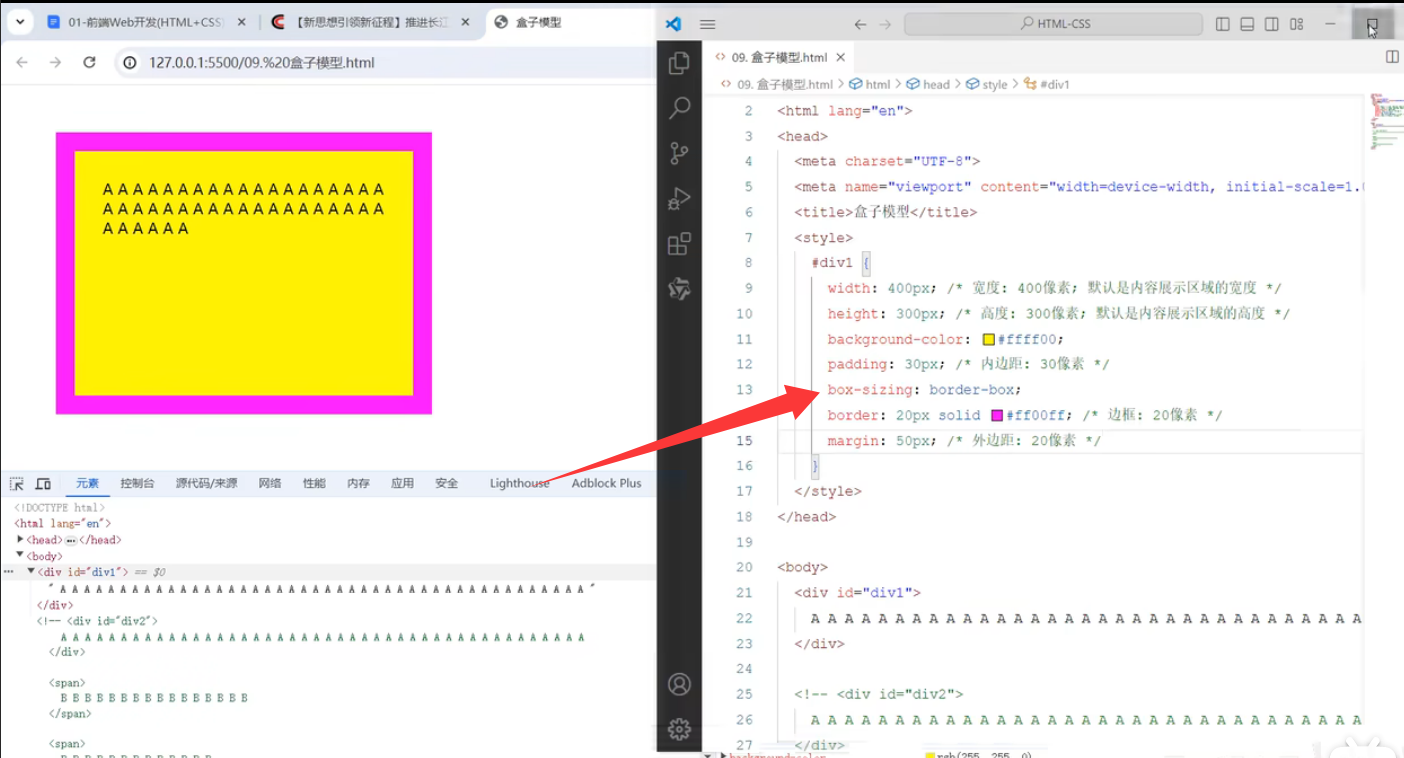 01-前端Web开发(HTML+CSS
【新思想引领新征程】推进长江
盒子模型
127.0.0.1:5500/09.%20盒子模型.html
A A A A A A A A A A A A A A A A A A A
A A A A A A A A A A A A A A A A A A A
A A A A A A
元素 控制台 源代码/来源 网络 性能 内存 应用 安全 Lighthouse Adblock Plus
<!DOCTYPE html>
<html lang="en">
<head> … </head>
<body>
… <div id="div1"> == $0
" A A A A A A A A A A A A A A A A A A A A A A A A A A A A A A A A A A A A A A A A A A A A "
</div>
<!-- <div id="div2">
A A A A A A A A A A A A A A A A A A A A A A A A A A A A A A A A A A A A A A A A A A A A
</div>
<span>
B B B B B B B B B B B B B B B B
</span>
<span>
HTML-CSS
09. 盒子模型.html
09. 盒子模型.html > html > head > style > #div1
2 <html lang="en">
3 <head>
4 <meta charset="UTF-8">
5 <meta name="viewport" content="width=device-width, initial-scale=1.0
6 <title>盒子模型</title>
7 <style>
8 #div1 {
9 width: 400px; /* 宽度: 400像素; 默认是内容展示区域的宽度 */
10 height: 300px; /* 高度: 300像素; 默认是内容展示区域的高度 */
11 background-color: #ffff00;
12 padding: 30px; /* 内边距: 30像素 */
13 box-sizing: border-box;
14 border: 20px solid #ff00ff; /* 边框: 20像素 */
15 margin: 50px; /* 外边距: 20像素 */
16 }
17 </style>
18 </head>
19
20 <body>
21 <div id="div1">
22 A A A A A A A A A A A A A A A A A A A A A A A A A A A A A A A A A
23 </div>
24
25 <!-- <div id="div2">
26 A A A A A A A A A A A A A A A A A A A A A A A A A A A A A A A A A
27 </div>
rgb(255, 255, 0)